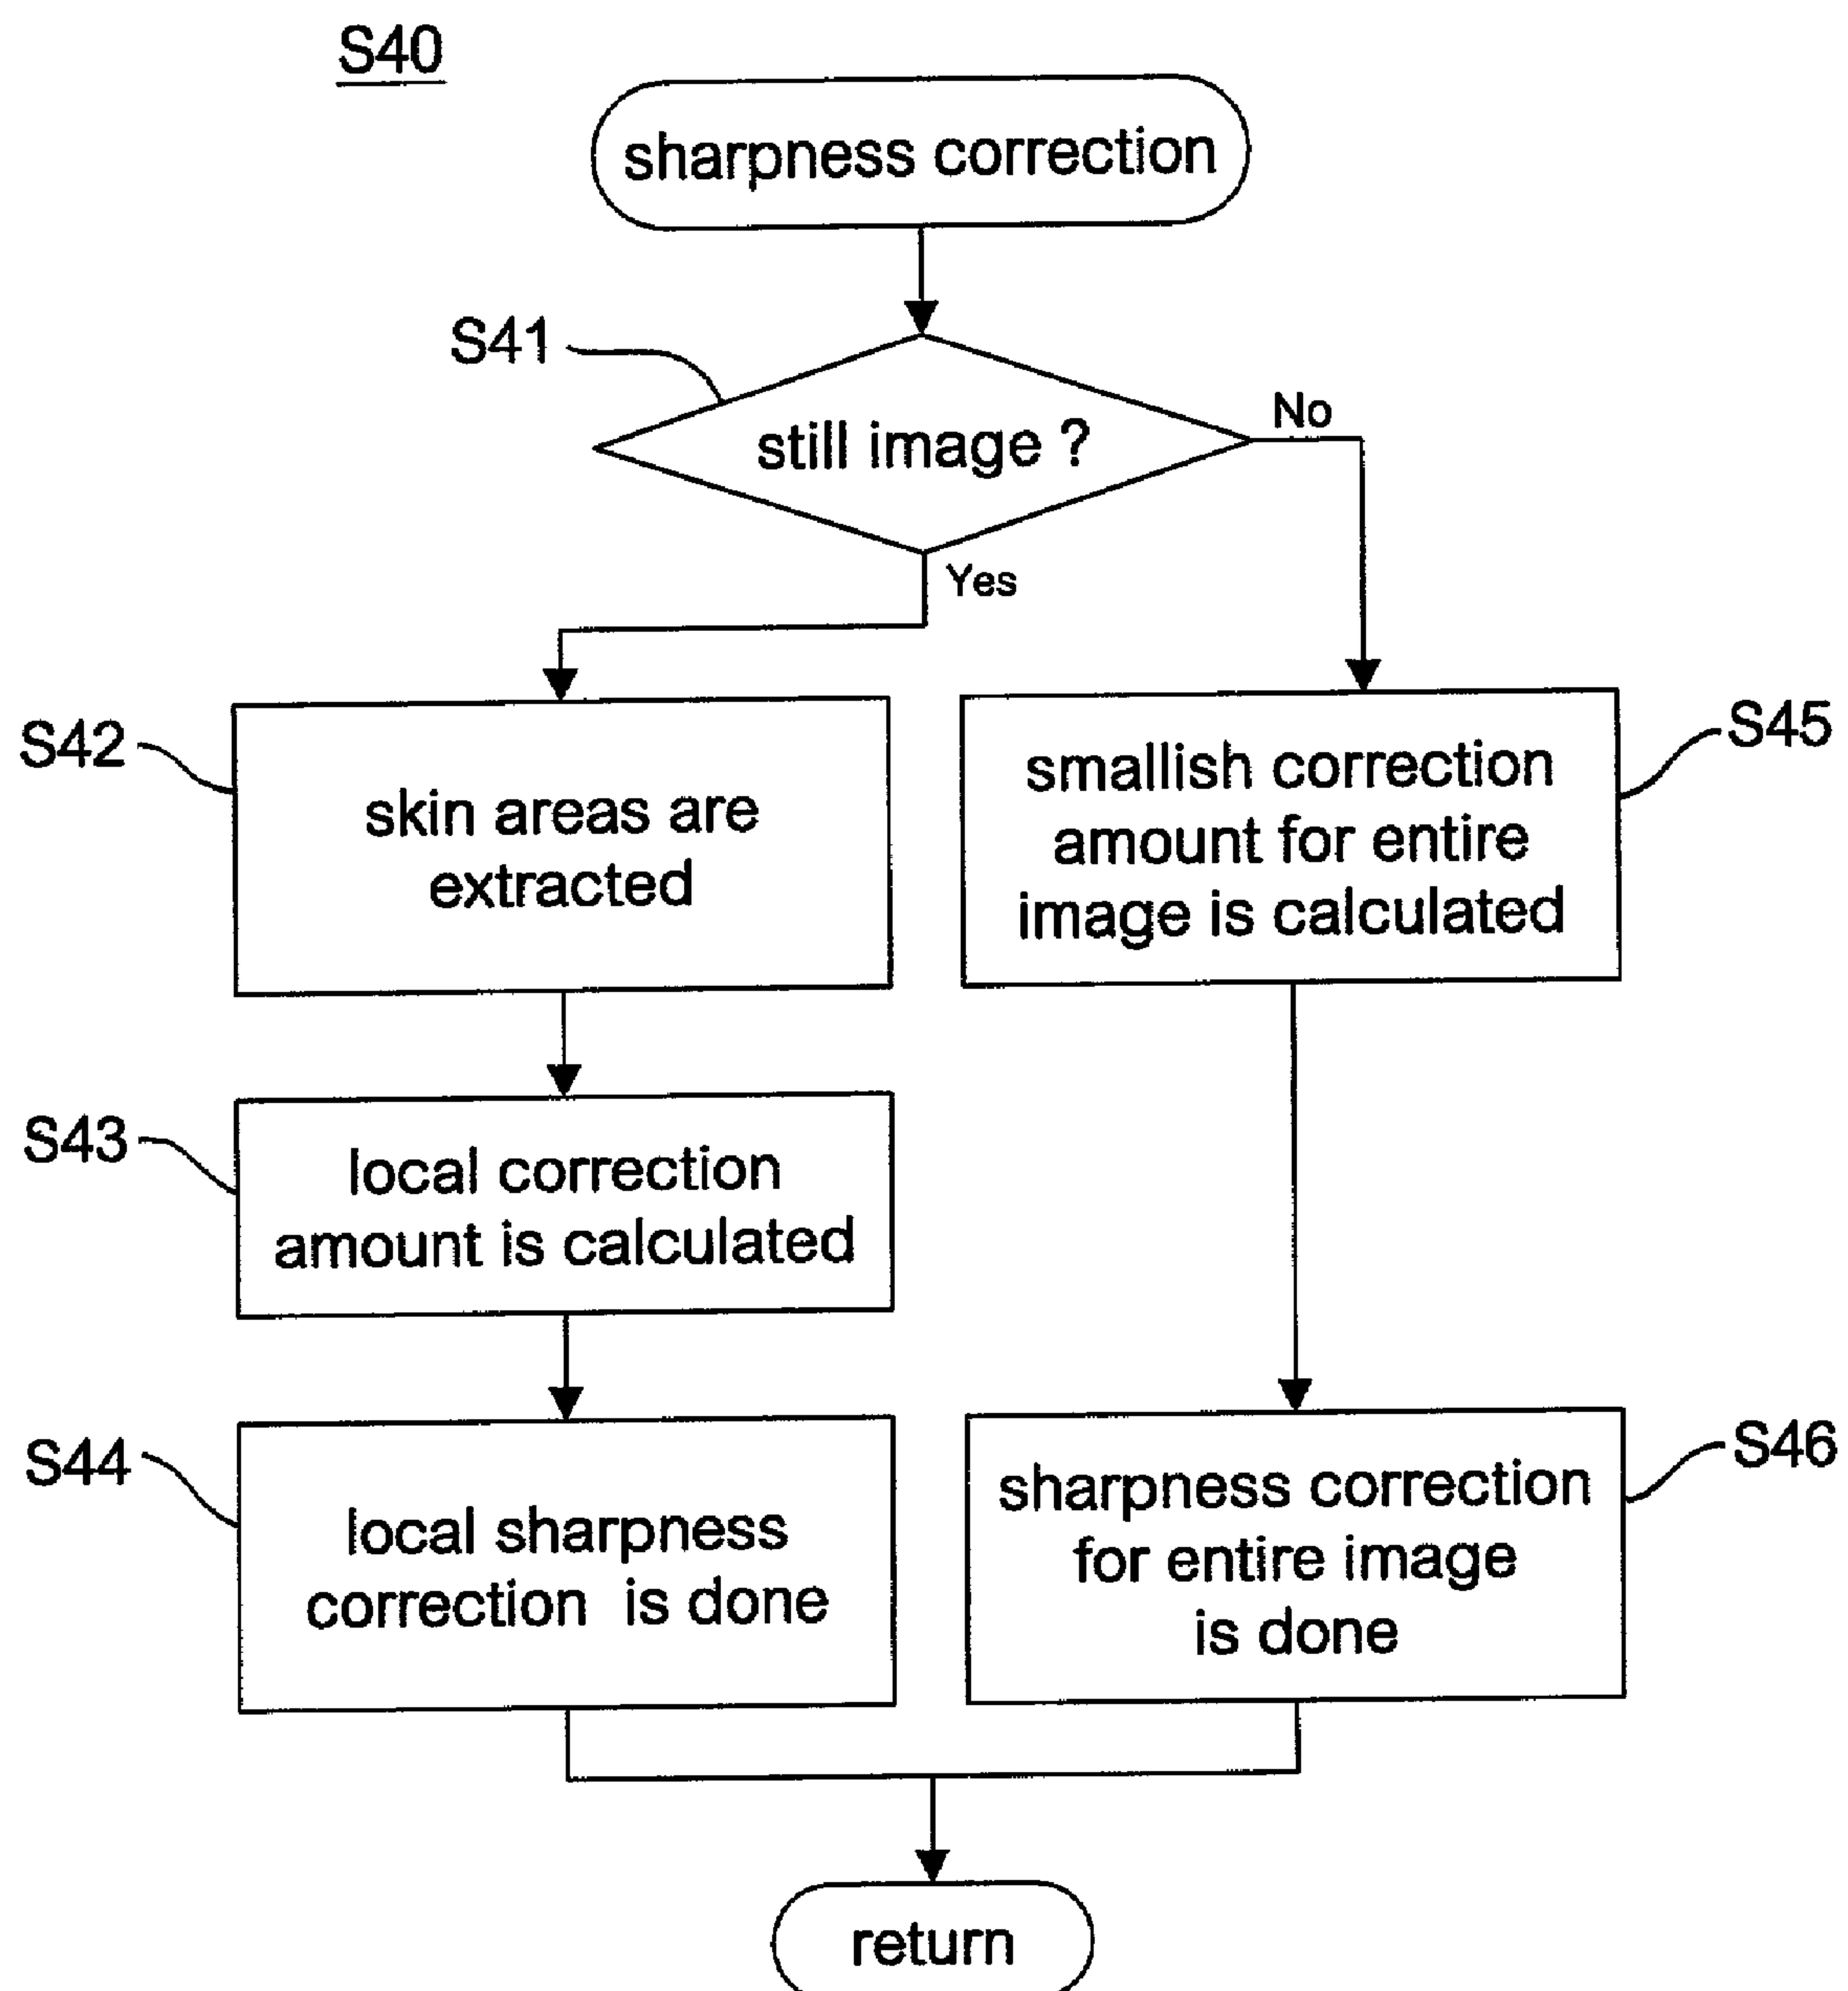 S40
sharpness correction
S41
still image ?
No
Yes
S42
skin areas are
extracted
smallish correction
amount for entire
image is calculated
S45
S43
local correction
amount is calculated
S44
local sharpness
correction is done
sharpness correction
for entire image
is done
S46
return